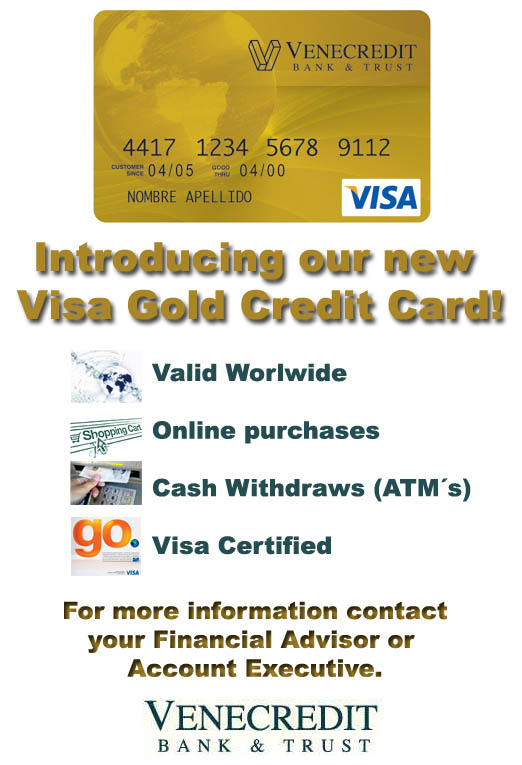 VENECREDIT
BANK & TRUST
4417 1234 5678 9112
CUSTOMER SINCE 04/05 GOOD THRU 04/00
NOMBRE APELLIDO
VISA
Introducing our new
Visa Gold Credit Card!
Valid Worlwide
Shopping Cart
Online purchases
Cash Withdraws (ATM´s)
go.
Visa Certified
For more information contact
your Financial Advisor or
Account Executive.
VENECREDIT
BANK & TRUST